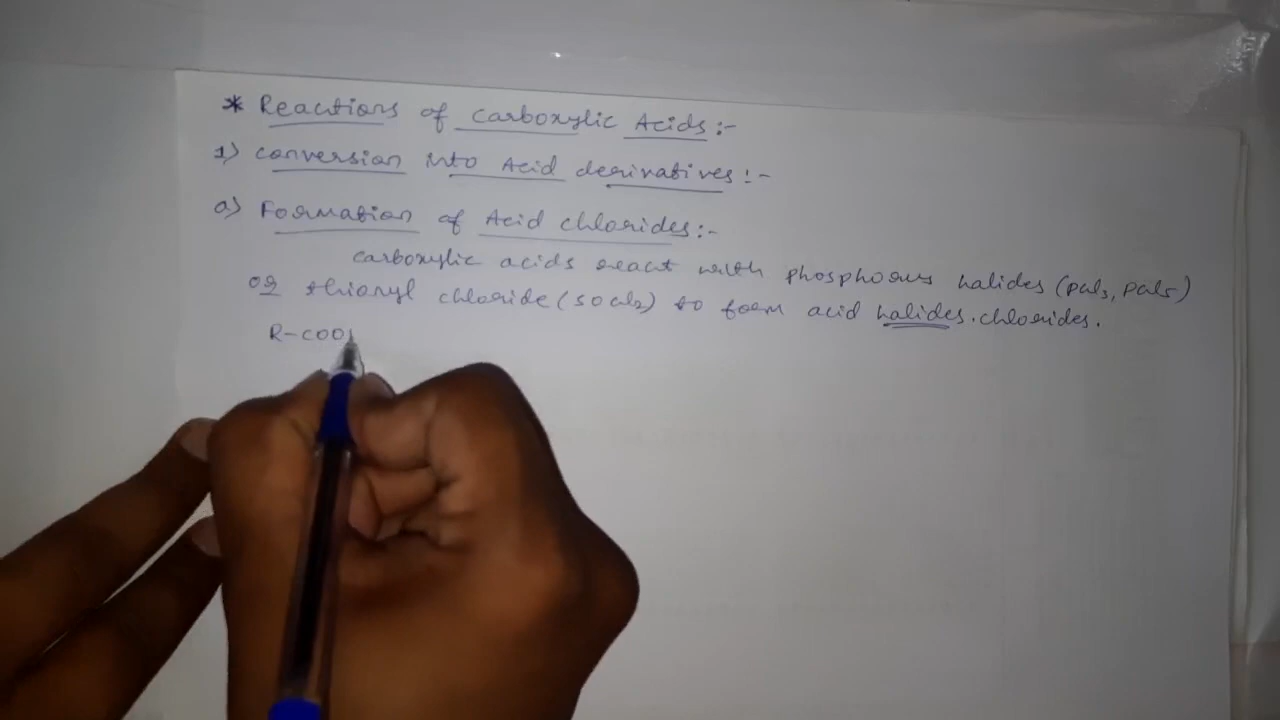 * Reactions of Carboxylic Acids :-
1) Conversion into Acid derivatives :-
a) Formation of Acid chlorides :-
Carboxylic acids react with phosphorus halides (PCl3, PCl5)
or thionyl chloride (SOCl2) to form acid halides. chlorides.
R-COO